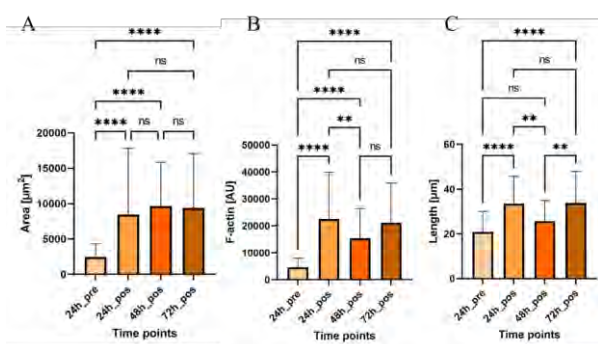 A
****
ns
****
****
ns
ns
20000
15000
10000
5000
0
Area [µm²]
24h_pre
24h_pos
48h_pos
72h_pos
Time points
B
****
ns
****
**
****
ns
50000
40000
30000
20000
10000
0
F-actin [AU]
24h_pre
24h_pos
48h_pos
72h_pos
Time points
C
****
ns
ns
**
****
**
60
40
20
0
Length [µm]
24h_pre
24h_pos
48h_pos
72h_pos
Time points